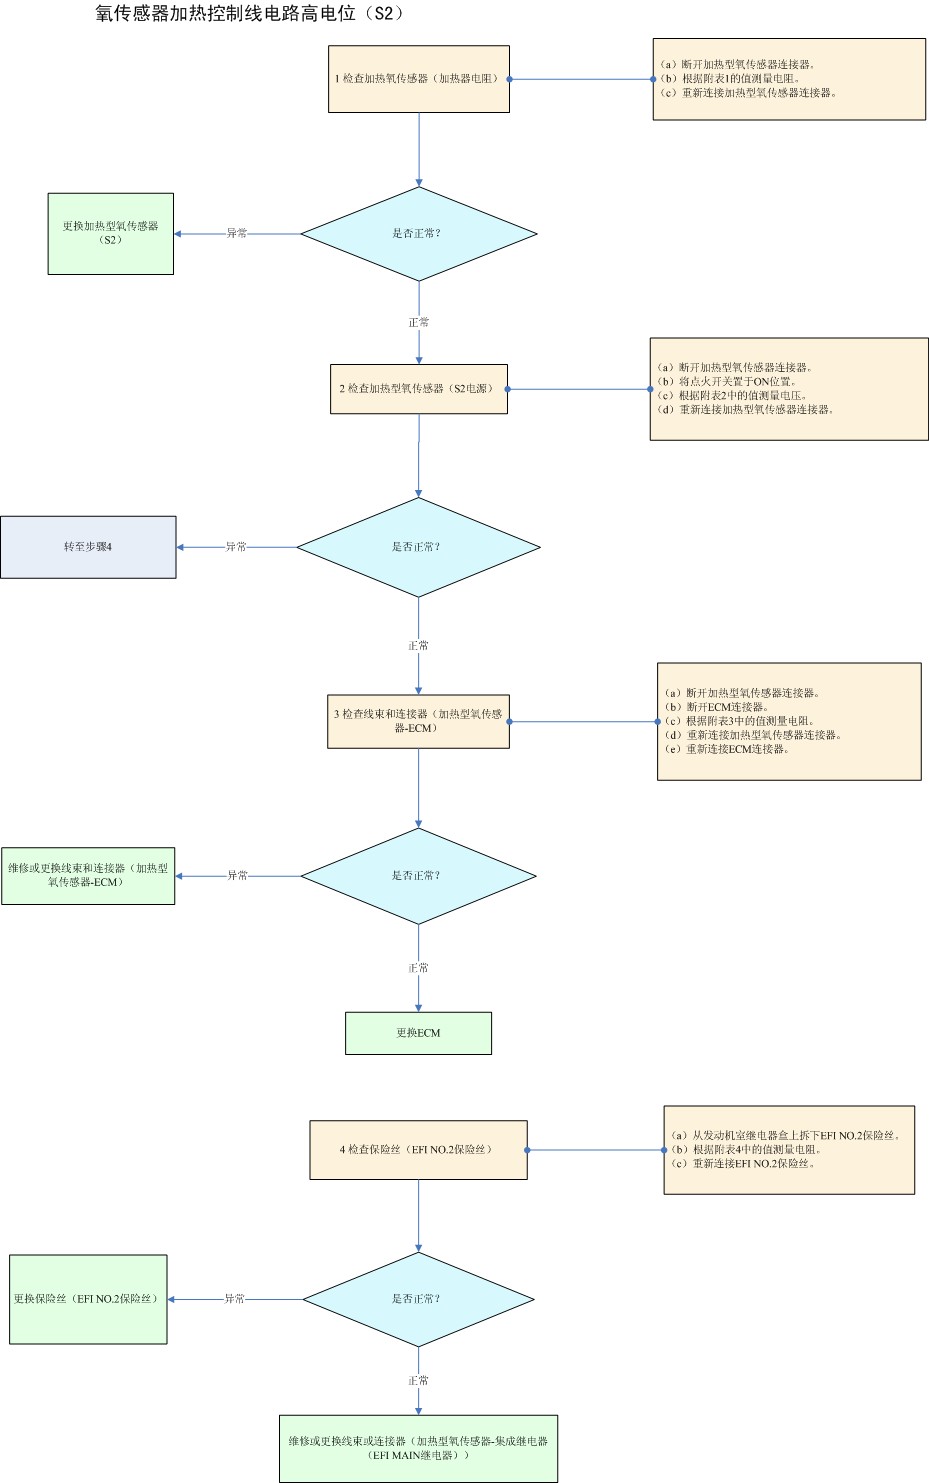 氧传感器加热控制线电路高电位（S2）
1 检查加热氧传感器（加热器电阻）
（a）断开加热型氧传感器连接器。
（b）根据附表1的值测量电阻。
（c）重新连接加热型氧传感器连接器。
更换加热型氧传感器
（S2）
异常
是否正常？
正常
2 检查加热型氧传感器（S2电源）
（a）断开加热型氧传感器连接器。
（b）将点火开关置于ON位置。
（c）根据附表2中的值测量电压。
（d）重新连接加热型氧传感器连接器。
转至步骤4
异常
是否正常？
正常
3 检查线束和连接器（加热型氧传感
器-ECM）
（a）断开加热型氧传感器连接器。
（b）断开ECM连接器。
（c）根据附表3中的值测量电阻。
（d）重新连接加热型氧传感器连接器。
（e）重新连接ECM连接器。
维修或更换线束和连接器（加热型
氧传感器-ECM）
异常
是否正常？
正常
更换ECM
4 检查保险丝（EFI NO.2保险丝）
（a）从发动机室继电器盒上拆下EFI NO.2保险丝。
（b）根据附表4中的值测量电阻。
（c）重新连接EFI NO.2保险丝。
更换保险丝（EFI NO.2保险丝）
异常
是否正常？
正常
维修或更换线束或连接器（加热型氧传感器-集成继电器
（EFI MAIN继电器））